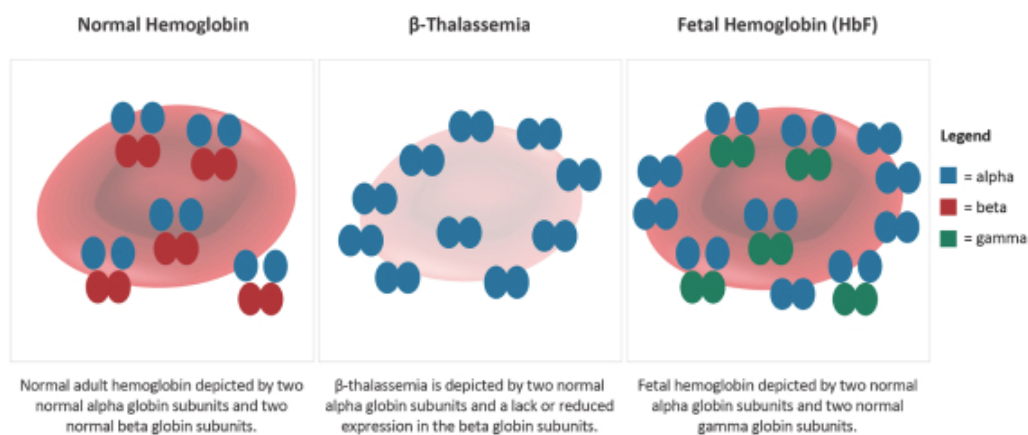 Normal Hemoglobin
β-Thalassemia
Fetal Hemoglobin (HbF)
Legend
= alpha
= beta
= gamma
Normal adult hemoglobin depicted by two
normal alpha globin subunits and two
normal beta globin subunits.
β-thalassemia is depicted by two normal
alpha globin subunits and a lack or reduced
expression in the beta globin subunits.
Fetal hemoglobin depicted by two normal
alpha globin subunits and two normal
gamma globin subunits.